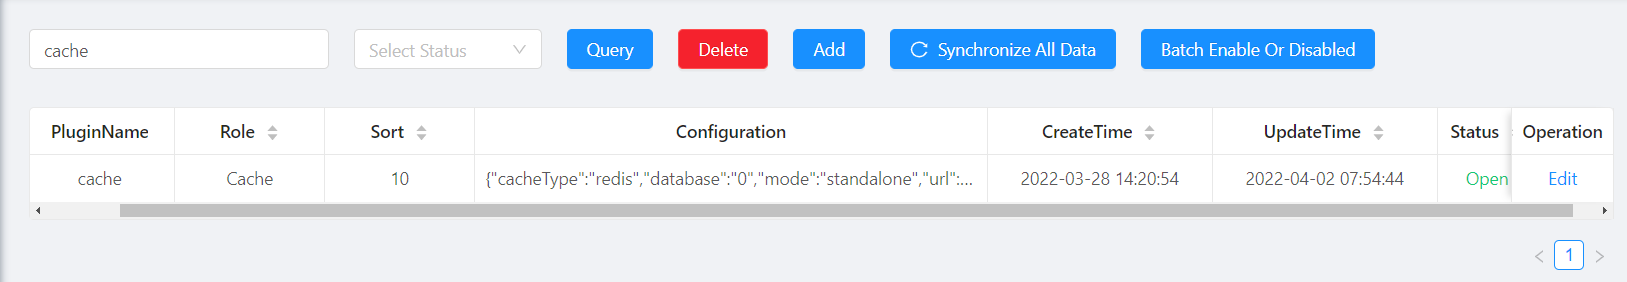 cache Select Status Query Delete Add Synchronize All Data Batch Enable Or Disabled
PluginName Role Sort Configuration CreateTime UpdateTime Status Operation
cache Cache 10 {"cacheType":"redis","database":"0","mode":"standalone","url":... 2022-03-28 14:20:54 2022-04-02 07:54:44 Open Edit
1